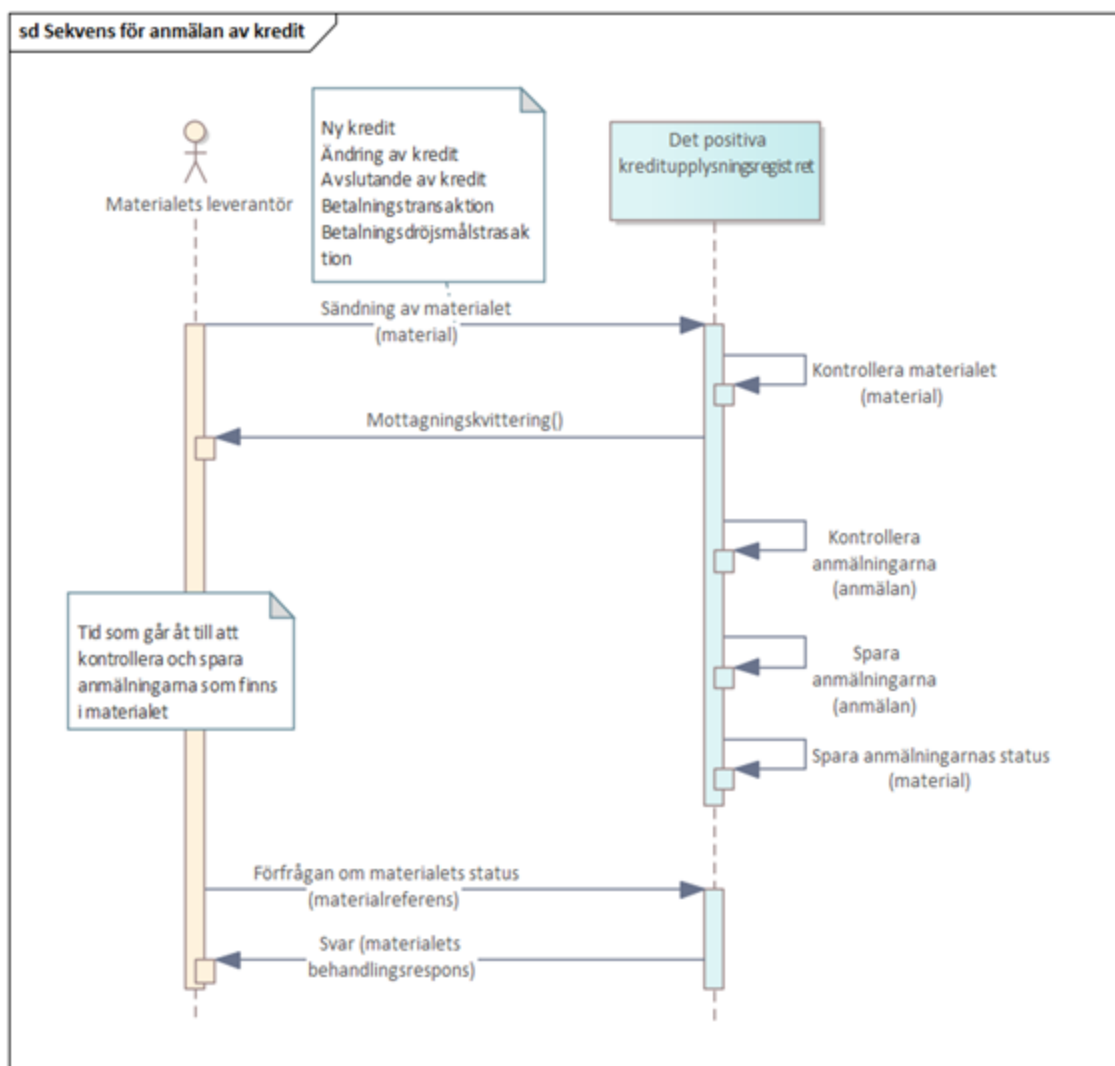 sd Sekvens för anmälan av kredit
Ny kredit
Ändring av kredit
Avslutande av kredit
Betalningstransaktion
Betalningsdröjsmålstrasak
tion
Det positiva
kreditupplysningsregistret
Materialets leverantör
Sändning av materialet
(material)
Kontrollera materialet
(material)
Mottagningskvittering()
Kontrollera
anmälningarna
(anmälan)
Tid som går åt till att
kontrollera och spara
anmälningarna som finns
i materialet
Spara
anmälningarna
(anmälan)
Spara anmälningarnas status
(material)
Förfrågan om materialets status
(materialreferens)
Svar (materialets
behandlingsrespons)